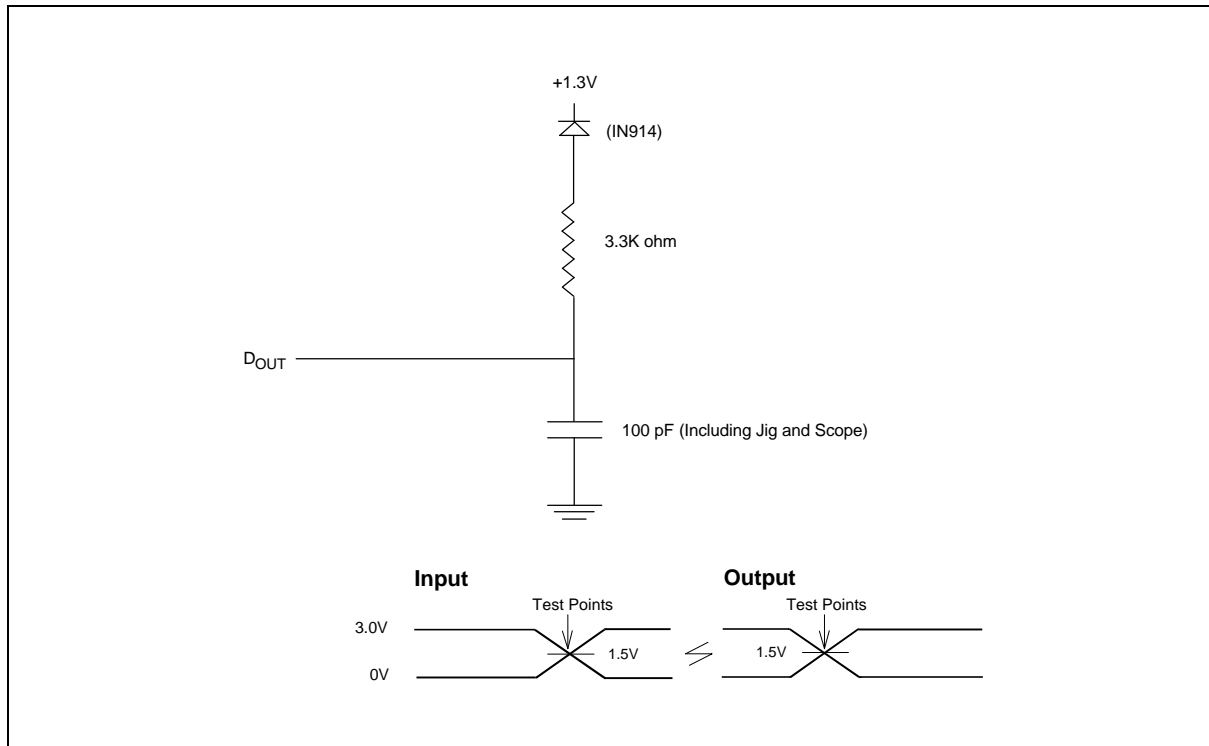 +1.3V
(IN914)
3.3K ohm
DOUT
100 pF (Including Jig and Scope)
Input
Output
Test Points
Test Points
3.0V
1.5V
1.5V
0V